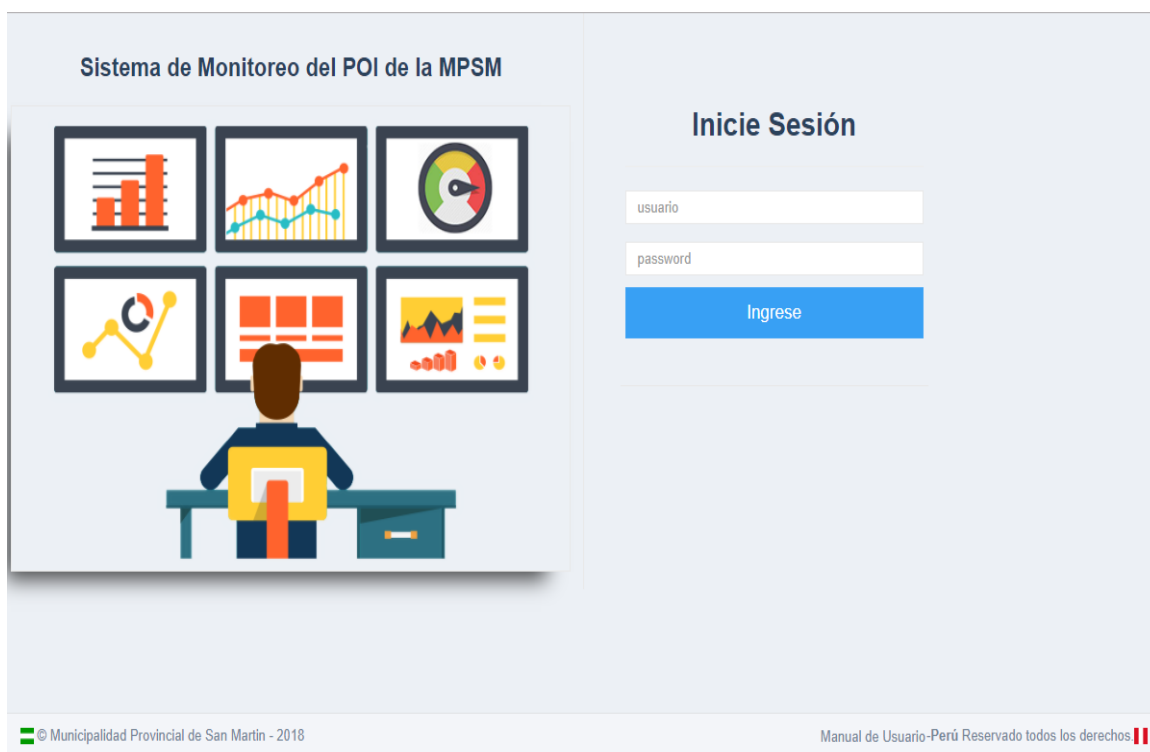 Sistema de Monitoreo del POI de la MPSM
Inicie Sesión
usuario
password
Ingrese
© Municipalidad Provincial de San Martin - 2018
Manual de Usuario-Perú Reservado todos los derechos.